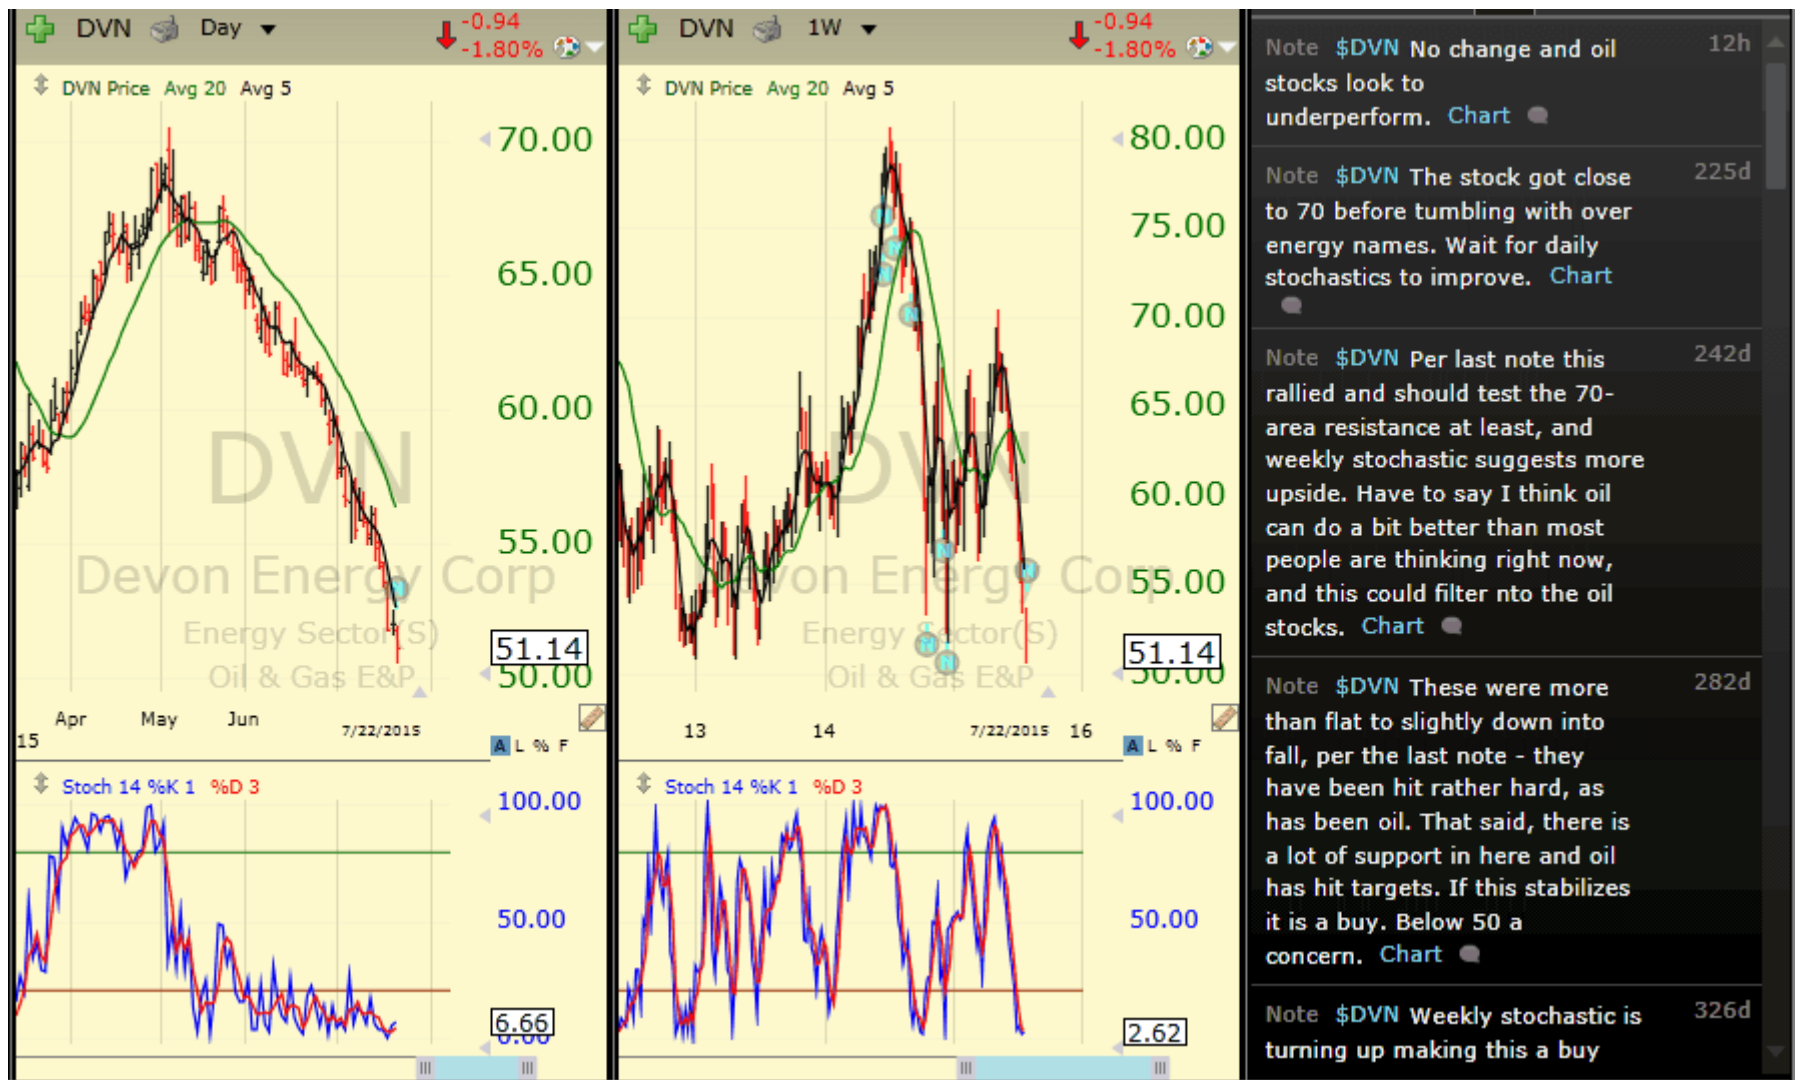 DVN Day -0.94
-1.80%
DVN Price Avg 20 Avg 5
70.00
65.00
60.00
55.00
51.14
50.00
DVN
Devon Energy Corp
Energy Sector(S)
Oil & Gas E&P
Apr May Jun 7/22/2015
15
A L % F
Stoch 14 %K 1 %D 3
100.00
50.00
6.66
0.00
DVN 1W -0.94
-1.80%
DVN Price Avg 20 Avg 5
80.00
75.00
70.00
65.00
60.00
55.00
51.14
50.00
DVN
Devon Energy Corp
Energy Sector(S)
Oil & Gas E&P
N
N
N
N
N
N
N
N
N
13 14 7/22/2015 16
A L % F
Stoch 14 %K 1 %D 3
100.00
50.00
2.62
Note $DVN No change and oil 12h
stocks look to
underperform. Chart
Note $DVN The stock got close 225d
to 70 before tumbling with over
energy names. Wait for daily
stochastics to improve. Chart
Note $DVN Per last note this 242d
rallied and should test the 70-
area resistance at least, and
weekly stochastic suggests more
upside. Have to say I think oil
can do a bit better than most
people are thinking right now,
and this could filter nto the oil
stocks. Chart
Note $DVN These were more 282d
than flat to slightly down into
fall, per the last note - they
have been hit rather hard, as
has been oil. That said, there is
a lot of support in here and oil
has hit targets. If this stabilizes
it is a buy. Below 50 a
concern. Chart
Note $DVN Weekly stochastic is 326d
turning up making this a buy